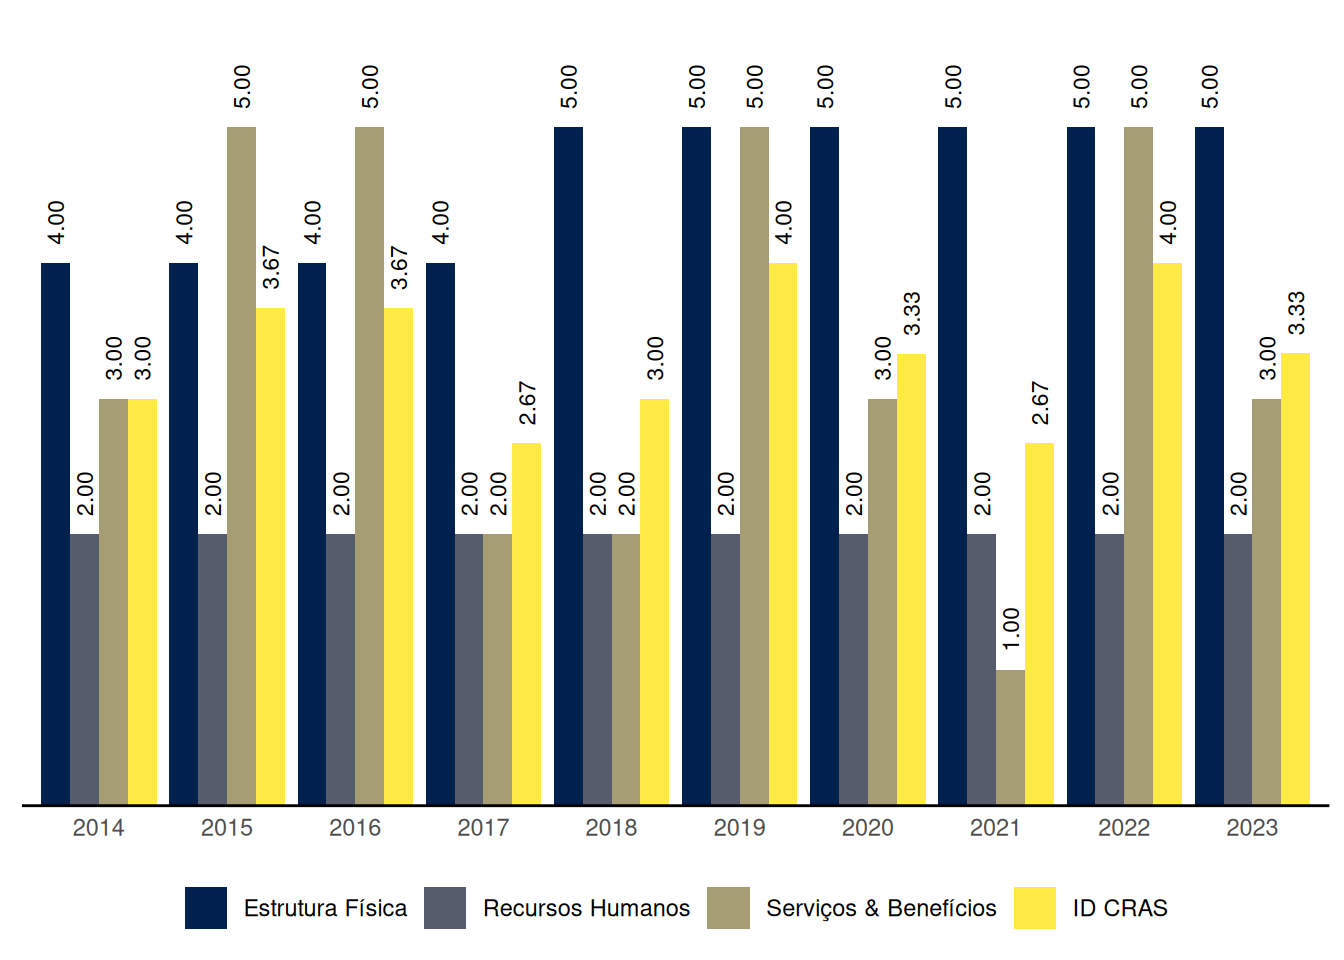 4.00 2.00 3.00 3.00
4.00 2.00 5.00 3.67
4.00 2.00 5.00 3.67
4.00 2.00 2.00 2.67
5.00 2.00 2.00 3.00
5.00 2.00 5.00 4.00
5.00 2.00 3.00 3.33
5.00 2.00 1.00 2.67
5.00 2.00 5.00 4.00
5.00 2.00 3.00 3.33
2014 2015 2016 2017 2018 2019 2020 2021 2022 2023
Estrutura Física Recursos Humanos Serviços & Benefícios ID CRAS